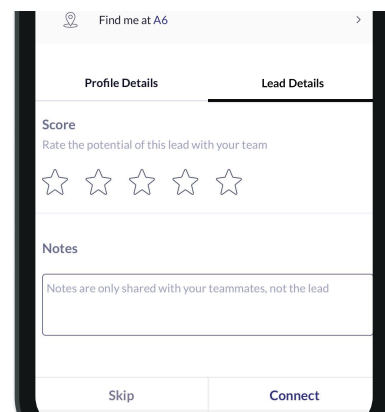 Find me at A6
Profile Details
Lead Details
Score
Rate the potential of this lead with your team
Notes
Notes are only shared with your teammates, not the lead
Skip
Connect